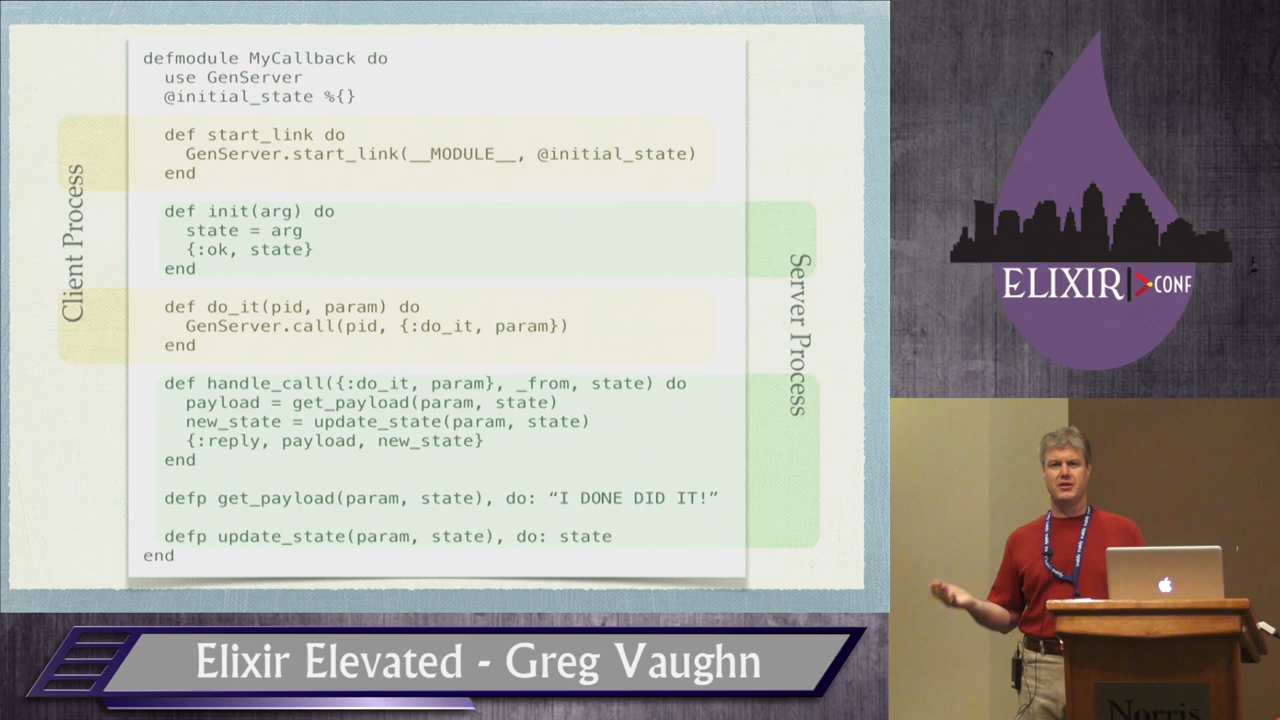 defmodule MyCallback do
use GenServer
@initial_state %{}
def start_link do
GenServer.start_link(__MODULE__, @initial_state)
end
def init(arg) do
state = arg
{:ok, state}
end
def do_it(pid, param) do
GenServer.call(pid, {:do_it, param})
end
def handle_call({:do_it, param}, _from, state) do
payload = get_payload(param, state)
new_state = update_state(param, state)
{:reply, payload, new_state}
end
defp get_payload(param, state), do: “I DONE DID IT!”
defp update_state(param, state), do: state
end
Client Process
Server Process
ELIXIR CONF
Elixir Elevated - Greg Vaughn
Norris